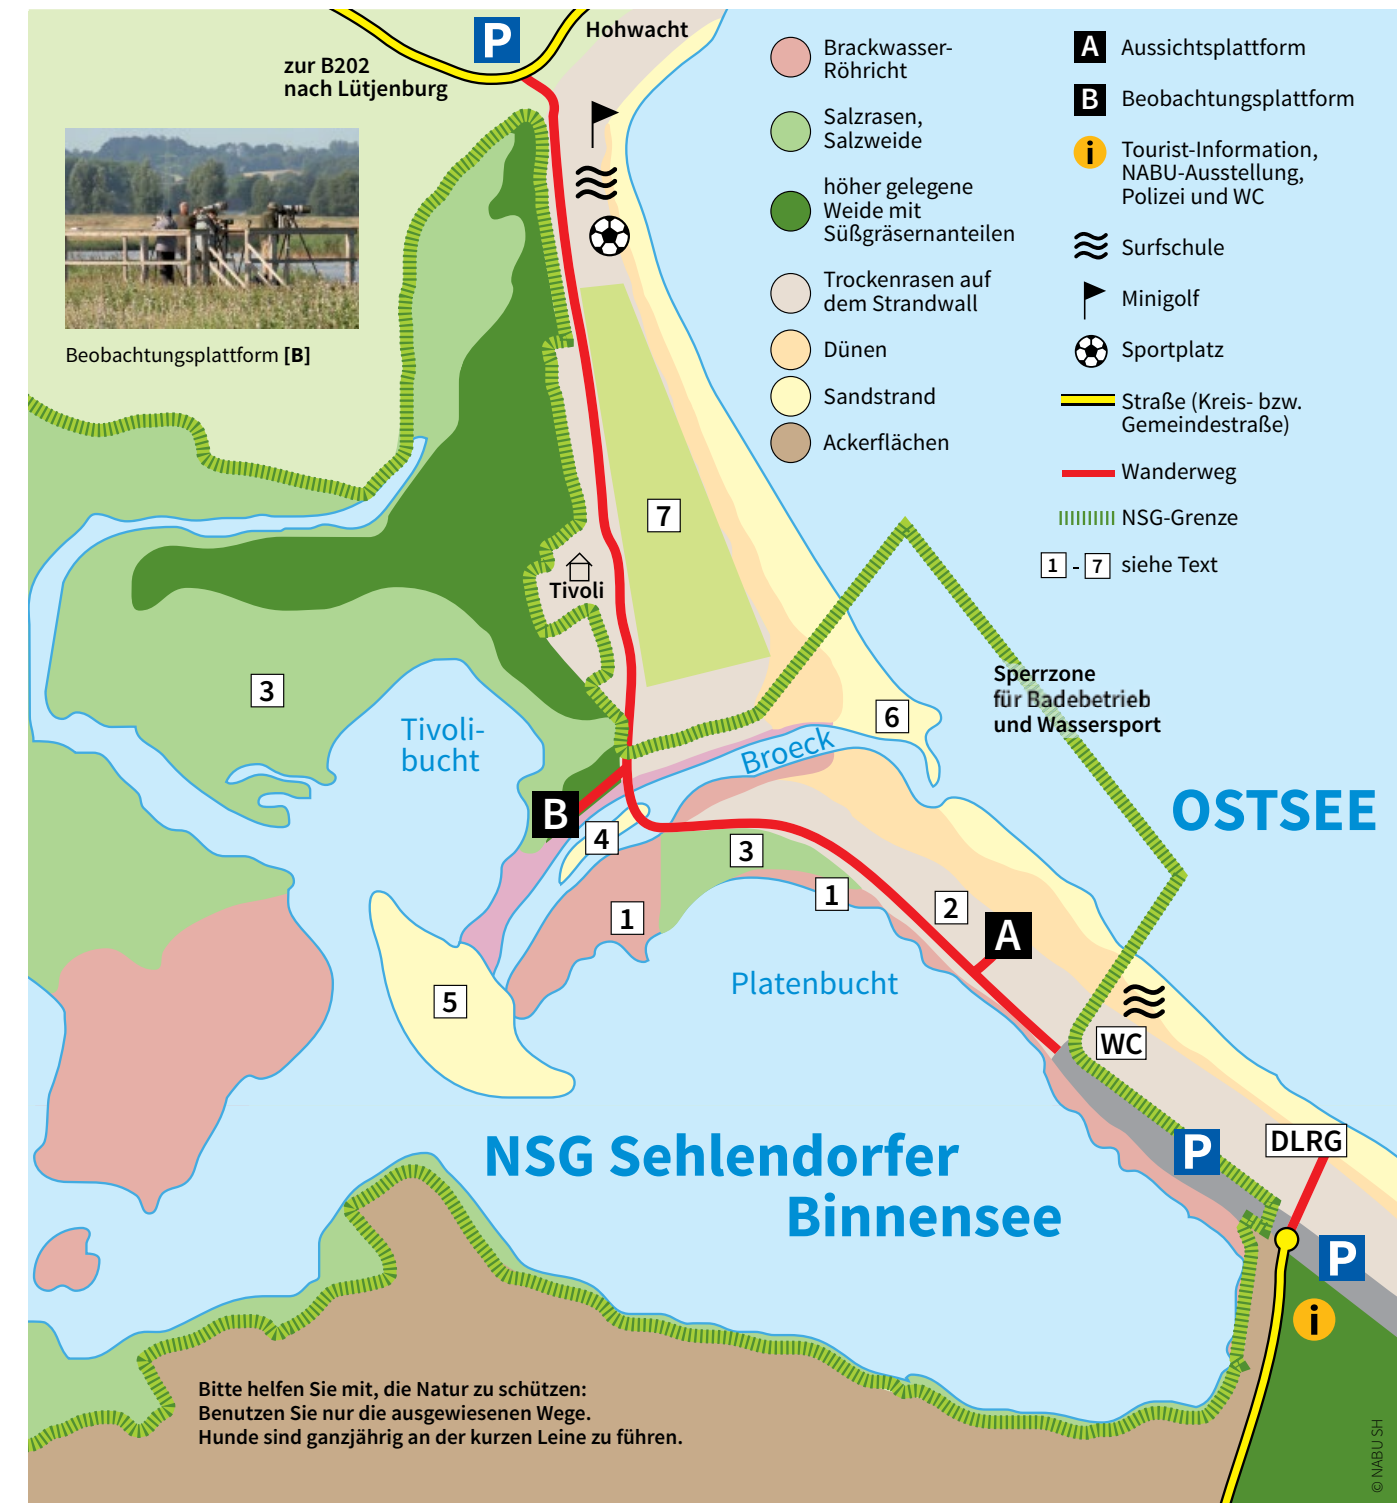 P
Hohwacht
zur B202
nach Lütjenburg
Beobachtungsplattform [B]
Brackwasser-
Röhricht
Salzrasen,
Salzweide
höher gelegene
Weide mit
Süßgräsernanteilen
Trockenrasen auf
dem Strandwall
Dünen
Sandstrand
Ackerflächen
A Aussichtsplattform
B Beobachtungsplattform
i Tourist-Information,
NABU-Ausstellung,
Polizei und WC
Surfschule
Minigolf
Sportplatz
Straße (Kreis- bzw.
Gemeindestraße)
Wanderweg
NSG-Grenze
1 - 7 siehe Text
7
Tivoli
3
Tivoli-
bucht
Broeck
6
Sperrzone
für Badebetrieb
und Wassersport
OSTSEE
B
4
3
1
1
2
A
Platenbucht
5
WC
NSG Sehlendorfer
Binnensee
P
DLRG
P
i
Bitte helfen Sie mit, die Natur zu schützen:
Benutzen Sie nur die ausgewiesenen Wege.
Hunde sind ganzjährig an der kurzen Leine zu führen.
© NABU SH